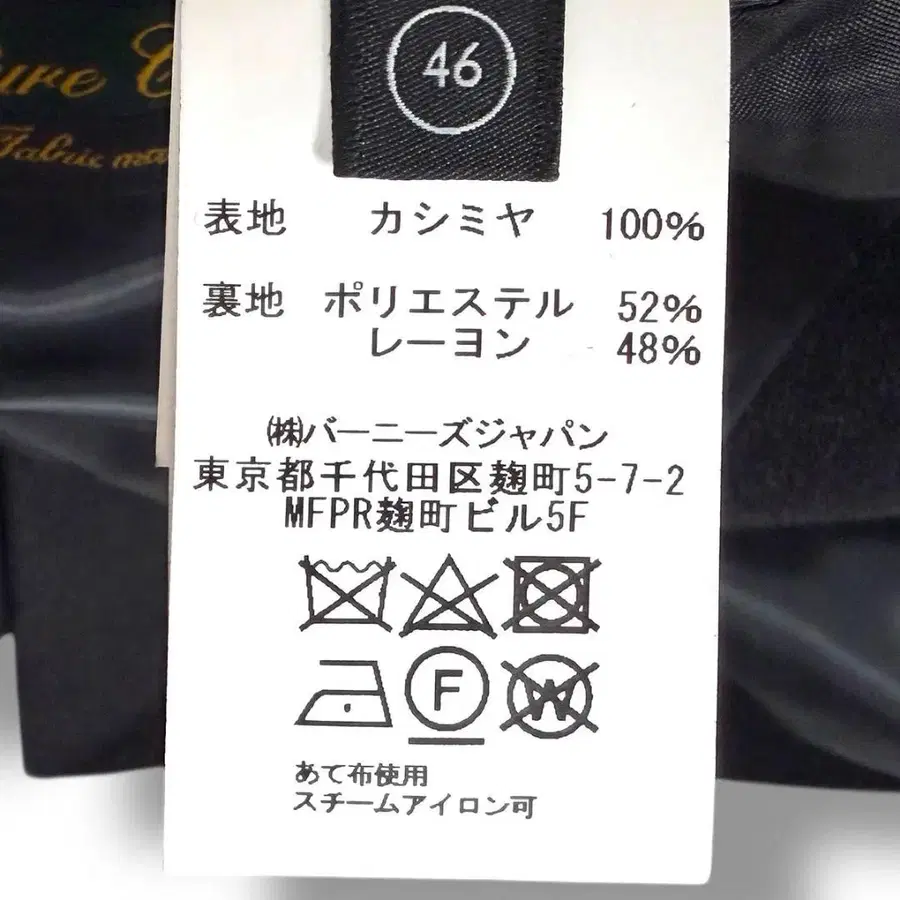 46
表地 カシミヤ 100%
裏地 ポリエステル 52%
レーヨン 48%
㈱バーニーズジャパン
東京都千代田区麹町5-7-2
MFPR麹町ビル5F
F
W
あて布使用
スチームアイロン可
Fabric